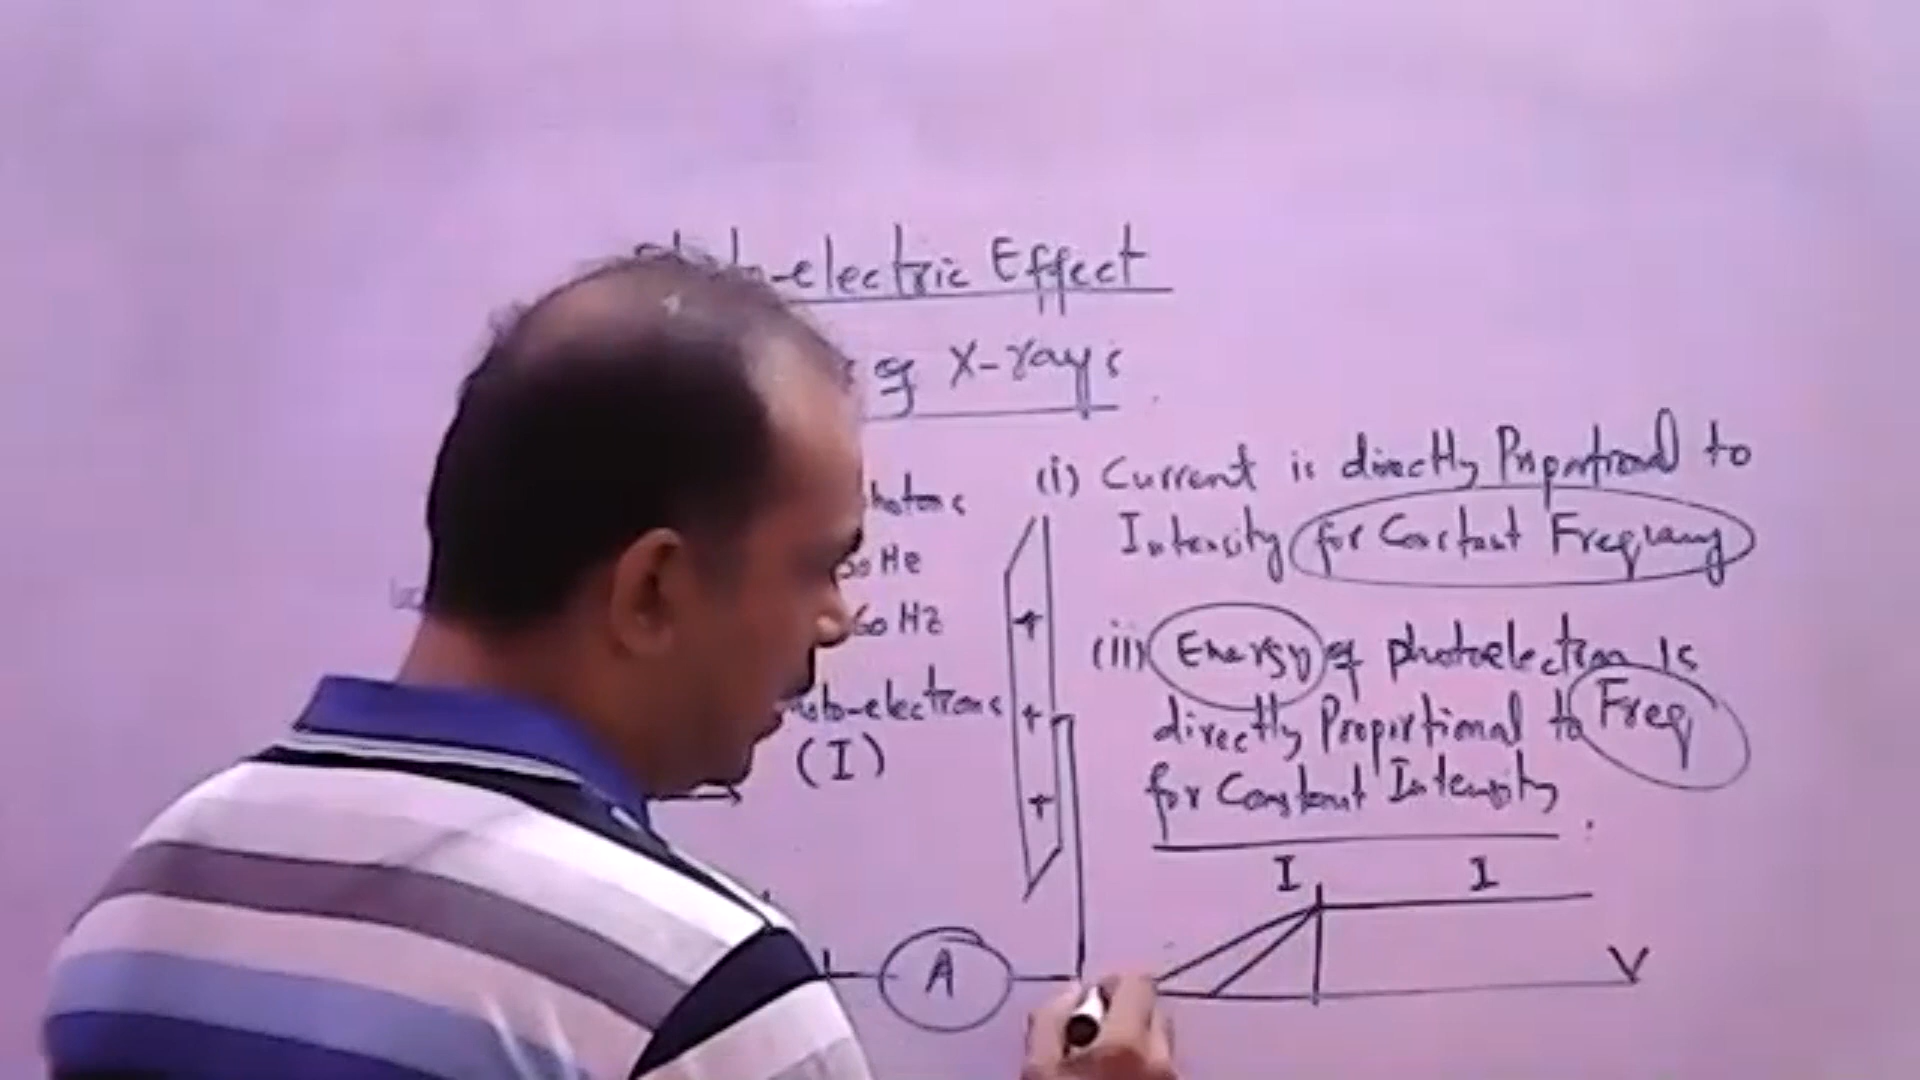 -electric Effect
of X-rays
hotons
(i) Current is directly Proportional to
Intensity for Constant Frequency
50 Hz
60 Hz
(ii) Energy of photoelectron is
hoto-electrons
directly Proportional to Freq
(I)
for Constant Intensity
+
+
+
I
I
A
V